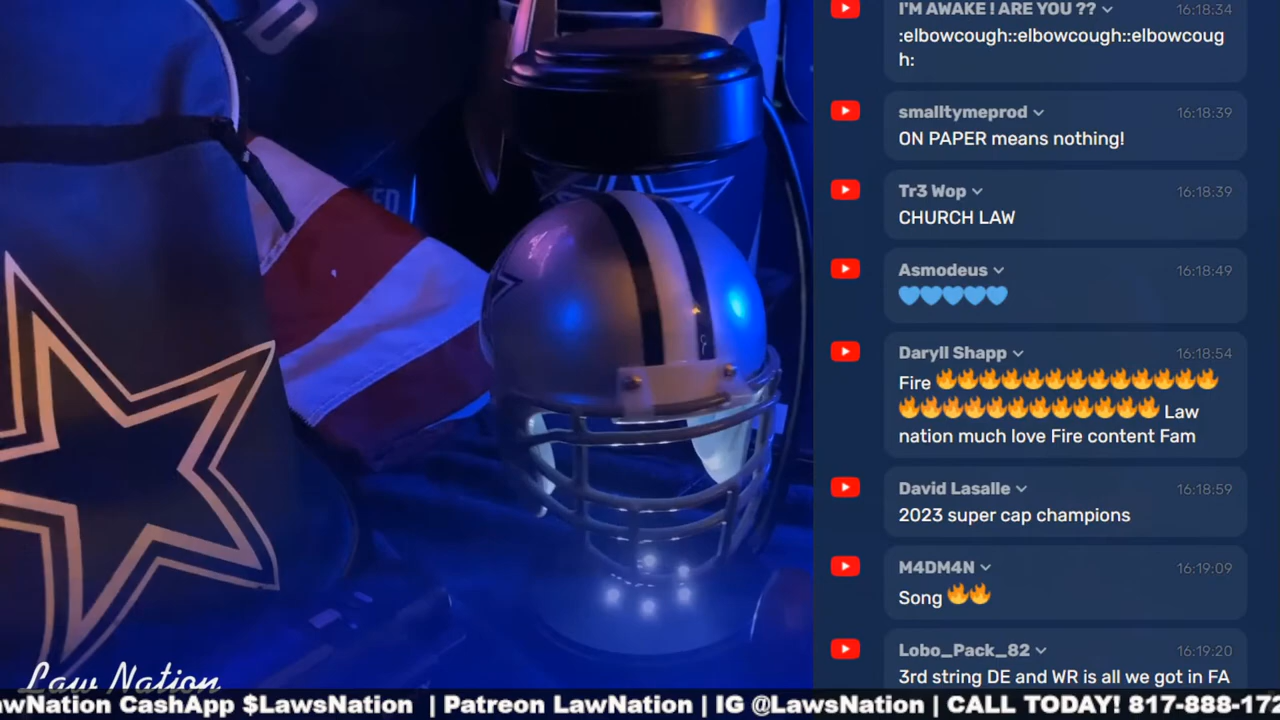 I'M AWAKE ! ARE YOU ??
16:18:34
:elbowcough::elbowcough::elbowcoug
h:
smalltymeprod
16:18:39
ON PAPER means nothing!
Tr3 Wop
16:18:39
CHURCH LAW
Asmodeus
16:18:49
Daryll Shapp
16:18:54
Fire
Law
nation much love Fire content Fam
David Lasalle
16:18:59
2023 super cap champions
M4DM4N
16:19:09
Song
Lobo_Pack_82
16:19:20
3rd string DE and WR is all we got in FA
Law Nation
awNation CashApp $LawsNation | Patreon LawNation | IG @LawsNation | CALL TODAY! 817-888-172